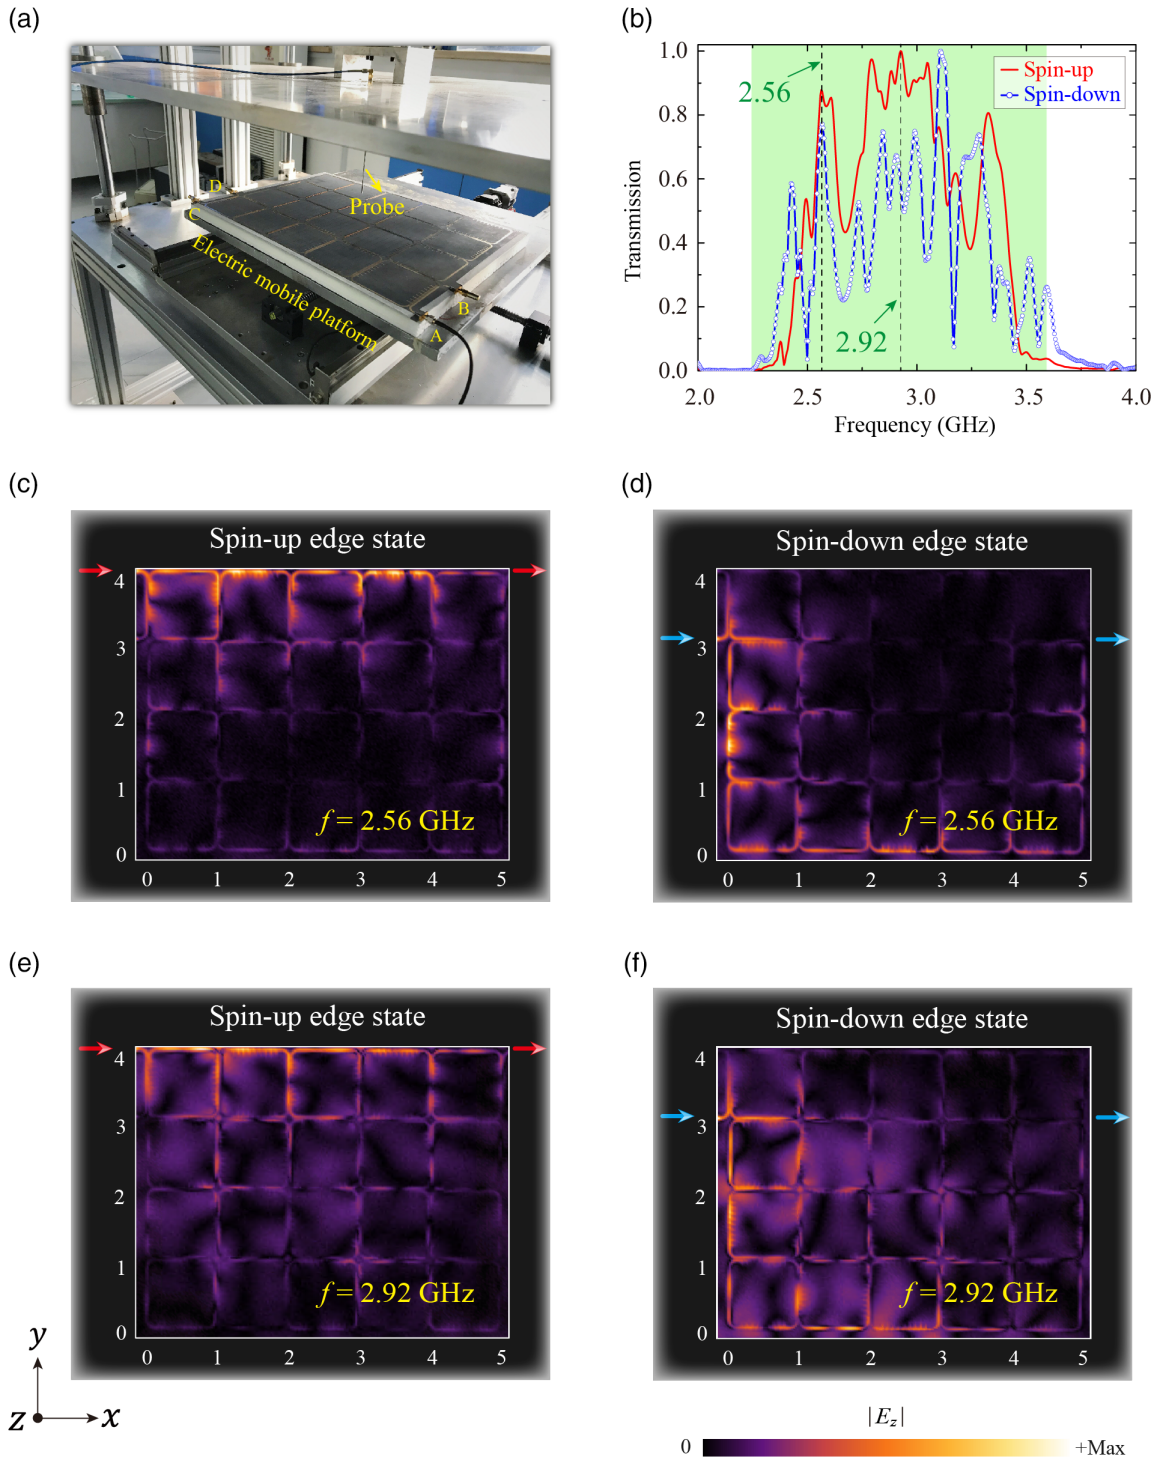 (a)
D
C
Probe
Electric mobile platform
B
A
(b)
1.0
0.8
0.6
0.4
0.2
0.0
Transmission
2.56
2.92
Spin-up
Spin-down
2.0 2.5 3.0 3.5 4.0
Frequency (GHz)
(c)
Spin-up edge state
4
3
2
1
0
f = 2.56 GHz
0 1 2 3 4 5
(d)
Spin-down edge state
4
3
2
1
0
f = 2.56 GHz
0 1 2 3 4 5
(e)
Spin-up edge state
4
3
2
1
0
f = 2.92 GHz
0 1 2 3 4 5
(f)
Spin-down edge state
4
3
2
1
0
f = 2.92 GHz
0 1 2 3 4 5
y
z
x
|E_z|
0 +Max